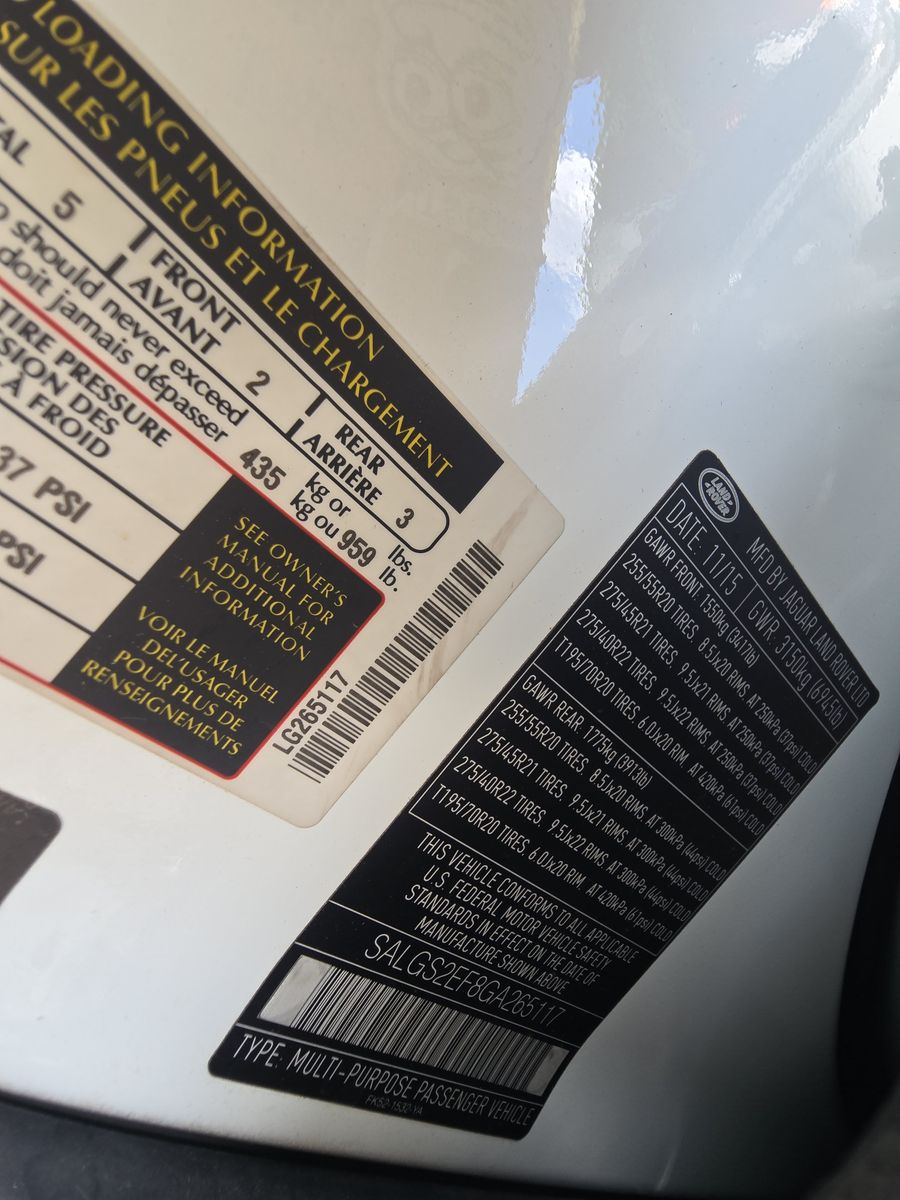 LOADING INFORMATION
SUR LES PNEUS ET LE CHARGEMENT
5
FRONT
AVANT
2
REAR
ARRIÈRE
3
should never exceed
doit jamais dépasser
435
kg or
kg ou
959
lbs.
lb.
TIRE PRESSURE
DES
À FROID
37 PSI
PSI
SEE OWNER'S
MANUAL FOR
ADDITIONAL
INFORMATION
VOIR LE MANUEL
DEL'USAGER
POUR PLUS DE
RENSEIGNEMENTS
LG265117
LAND
ROVER
MFD BY JAGUAR LAND ROVER LTD
DATE: 11/15 GWR: 3150kg (6945lb)
GAWR FRONT: 1550kg (3417lb)
255/55R20 TIRES, 8.5Jx20 RIMS, AT 250kPa (37psi) COLD
275/45R21 TIRES, 9.5Jx21 RIMS, AT 250kPa (37psi) COLD
275/40R22 TIRES, 9.5Jx22 RIMS, AT 250kPa (37psi) COLD
T195/70R20 TIRES, 6.0Jx20 RIM, AT 420kPa (61psi) COLD
GAWR REAR: 1775kg (3913lb)
255/55R20 TIRES, 8.5Jx20 RIMS, AT 300kPa (44psi) COLD
275/45R21 TIRES, 9.5Jx21 RIMS, AT 300kPa (44psi) COLD
275/40R22 TIRES, 9.5Jx22 RIMS, AT 300kPa (44psi) COLD
T195/70R20 TIRES, 6.0Jx20 RIM, AT 420kPa (61psi) COLD
THIS VEHICLE CONFORMS TO ALL APPLICABLE
U.S. FEDERAL MOTOR VEHICLE SAFETY
STANDARDS IN EFFECT ON THE DATE OF
MANUFACTURE SHOWN ABOVE
SALGS2EF8GA265117
TYPE: MULTI-PURPOSE PASSENGER VEHICLE
FK52-1532-YA